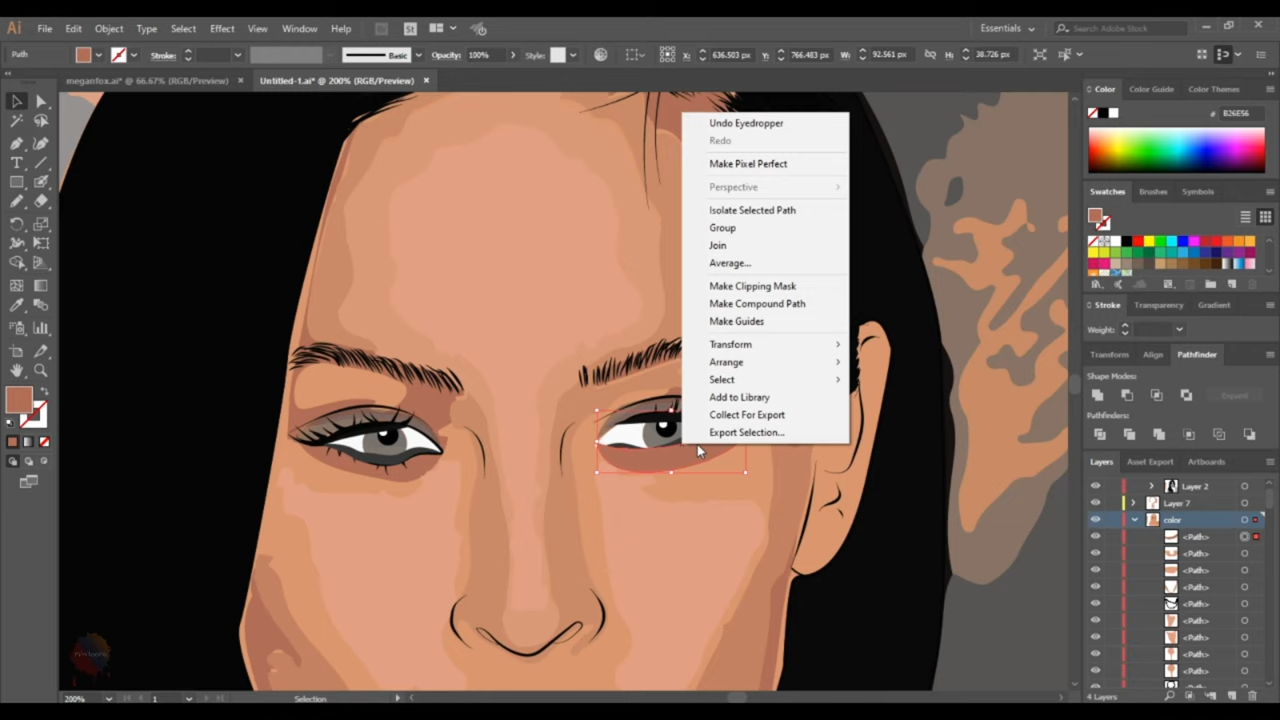 Ai File Edit Object Type Select Effect View Window Help Br St Essentials Search Adobe Stock
Path Stroke: Basic Opacity: 100% Style: X: 636.503 px Y: 766.483 px W: 92.561 px H: 38.726 px
meganfox.ai* @ 66.67% (RGB/Preview) × Untitled-1.ai* @ 200% (RGB/Preview) ×
Color Color Guide Color Themes
# B26E56
Undo Eyedropper
Redo
Make Pixel Perfect
Perspective
Isolate Selected Path
Group
Join
Average...
Make Clipping Mask
Make Compound Path
Make Guides
Transform
Arrange
Select
Add to Library
Collect For Export
Export Selection...
Swatches Brushes Symbols
Stroke Transparency Gradient
Weight:
Transform Align Pathfinder
Shape Modes:
Expand
Pathfinders:
Layers Asset Export Artboards
Layer 2
Layer 7
color
<Path>
<Path>
<Path>
<Path>
<Path>
<Path>
<Path>
<Path>
<Path>
4 Layers
200% 1 Selection